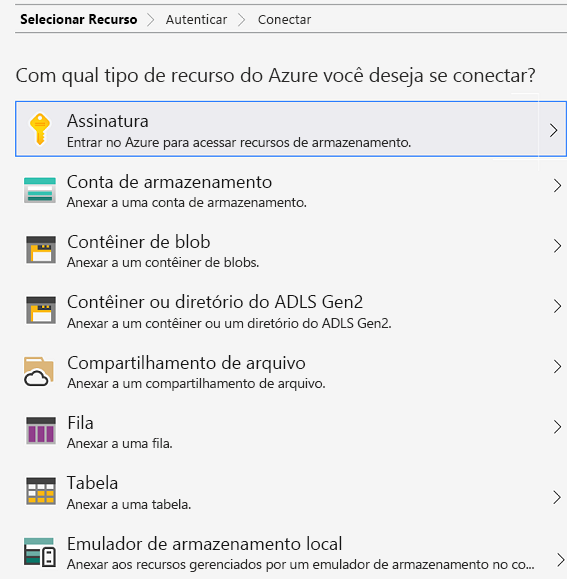 Selecionar Recurso > Autenticar > Conectar
Com qual tipo de recurso do Azure você deseja se conectar?
Assinatura
Entrar no Azure para acessar recursos de armazenamento.
Conta de armazenamento
Anexar a uma conta de armazenamento.
Contêiner de blob
Anexar a um contêiner de blobs.
Contêiner ou diretório do ADLS Gen2
Anexar a um contêiner ou um diretório do ADLS Gen2.
Compartilhamento de arquivo
Anexar a um compartilhamento de arquivo.
Fila
Anexar a uma fila.
Tabela
Anexar a uma tabela.
Emulador de armazenamento local
Anexar aos recursos gerenciados por um emulador de armazenamento no co...